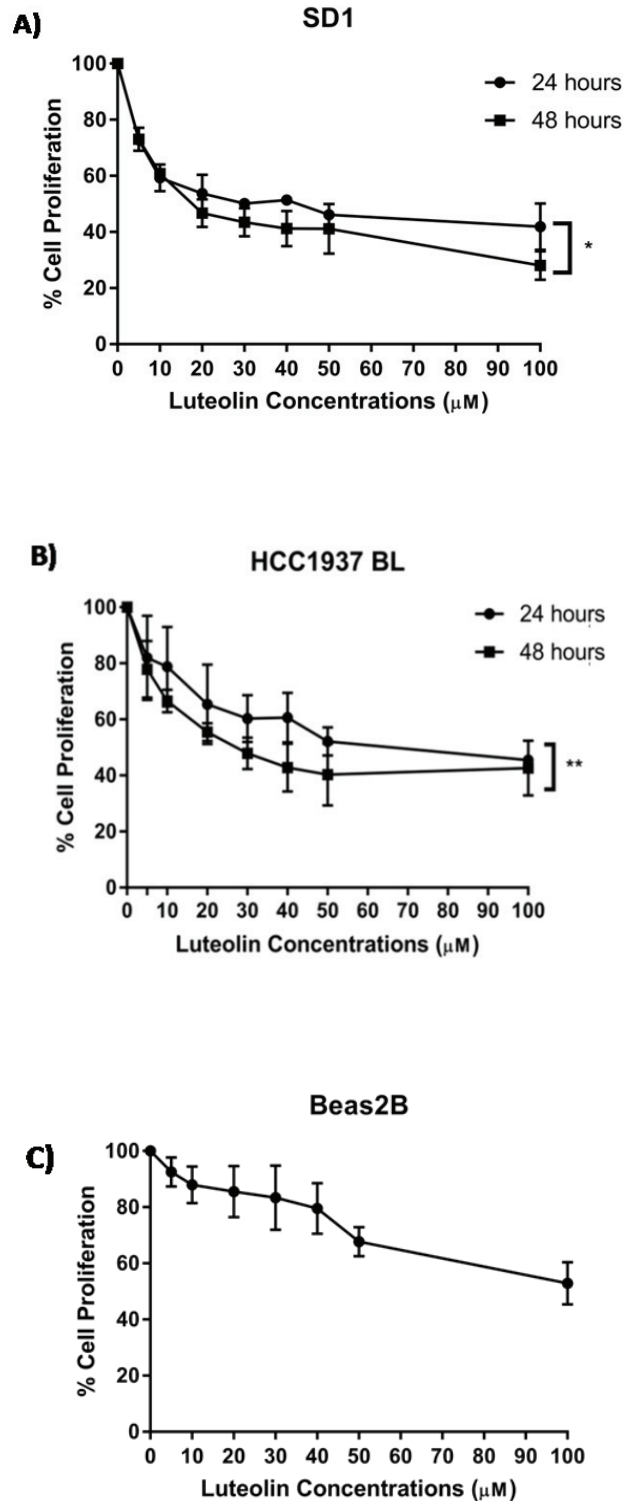 A)
SD1
24 hours
48 hours
% Cell Proliferation
100
80
60
40
20
0
*
0 10 20 30 40 50 60 70 80 90 100
Luteolin Concentrations (μM)
B)
HCC1937 BL
24 hours
48 hours
% Cell Proliferation
100
80
60
40
20
0
**
0 10 20 30 40 50 60 70 80 90 100
Luteolin Concentrations (μM)
Beas2B
C)
% Cell Proliferation
100
80
60
40
20
0
0 10 20 30 40 50 60 70 80 90 100
Luteolin Concentrations (μM)